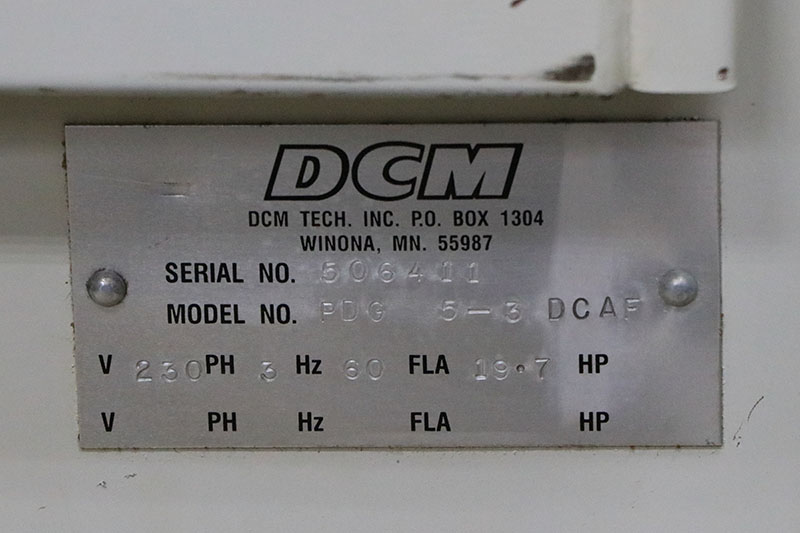 DCM
DCM TECH. INC. P.O. BOX 1304
WINONA, MN. 55987
SERIAL NO. 506411
MODEL NO. PDG 5-3 DCAF
V 230 PH 3 Hz 60 FLA 19.7 HP
V PH Hz FLA HP